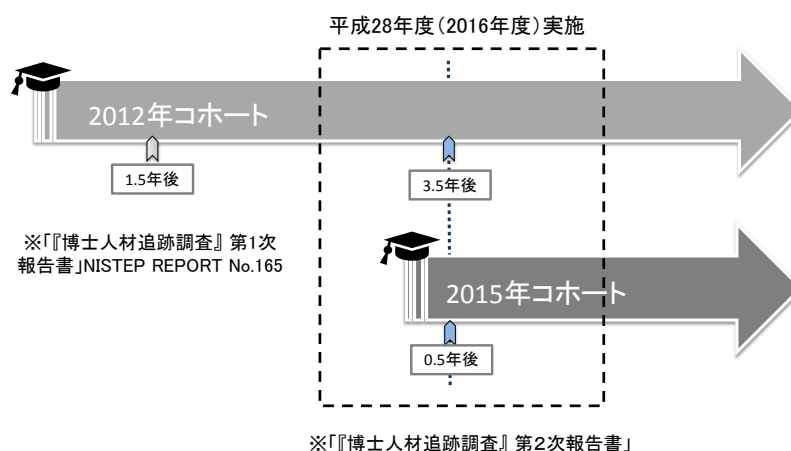 平成28年度(2016年度)実施
2012年コホート
1.5年後
3.5年後
※「『博士人材追跡調査』 第1次
報告書」NISTEP REPORT No.165
2015年コホート
0.5年後
※「『博士人材追跡調査』 第2次報告書」